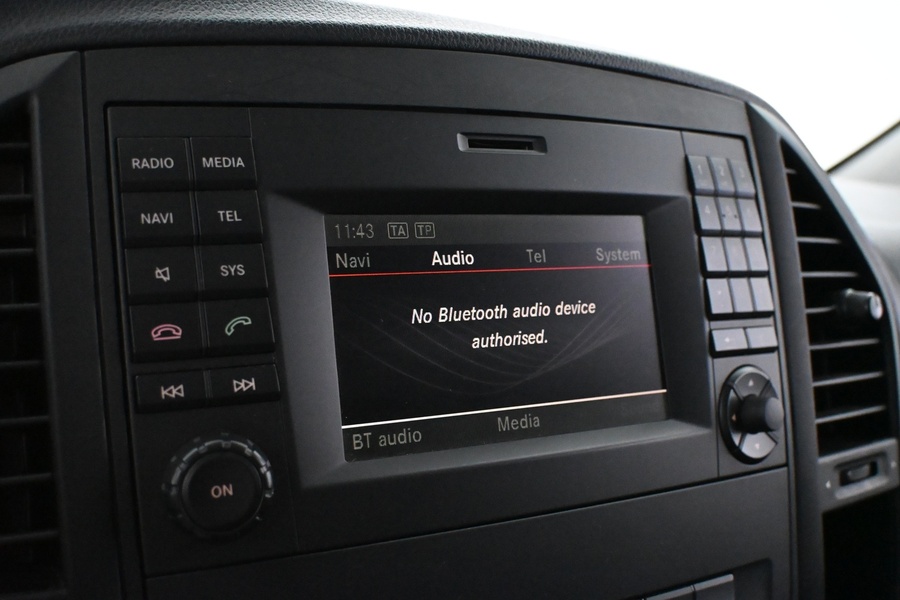 RADIO MEDIA
NAVI TEL
SYS
ON
11:43 TA TP
Navi Audio Tel System
No Bluetooth audio device
authorised.
BT audio Media